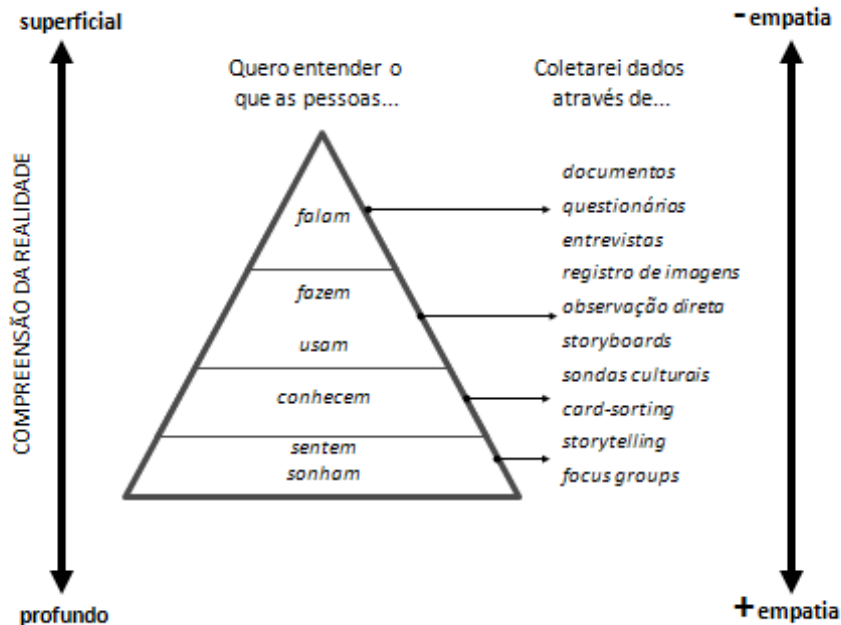 superficial
- empatia
Quero entender o
que as pessoas...
Coletarei dados
através de...
COMPREENSÃO DA REALIDADE
falam
fazem
usam
conhecem
sentem
sonham
documentos
questionários
entrevistas
registro de imagens
observação direta
storyboards
sondas culturais
card-sorting
storytelling
focus groups
profundo
+ empatia